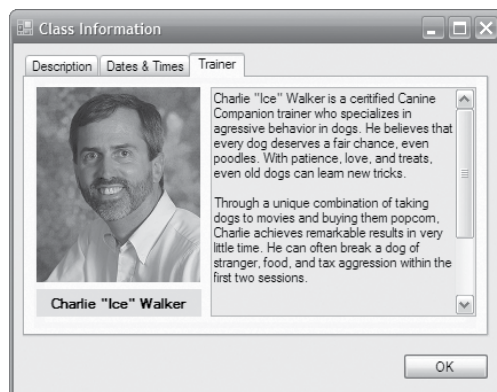 Class Information
Description
Dates & Times
Trainer
Charlie "Ice" Walker is a ceritified Canine
Companion trainer who specializes in
agressive behavior in dogs. He believes that
every dog deserves a fair chance, even
poodles. With patience, love, and treats,
even old dogs can learn new tricks.
Through a unique combination of taking
dogs to movies and buying them popcorn,
Charlie achieves remarkable results in very
little time. He can often break a dog of
stranger, food, and tax aggression within the
first two sessions.
Charlie "Ice" Walker
OK